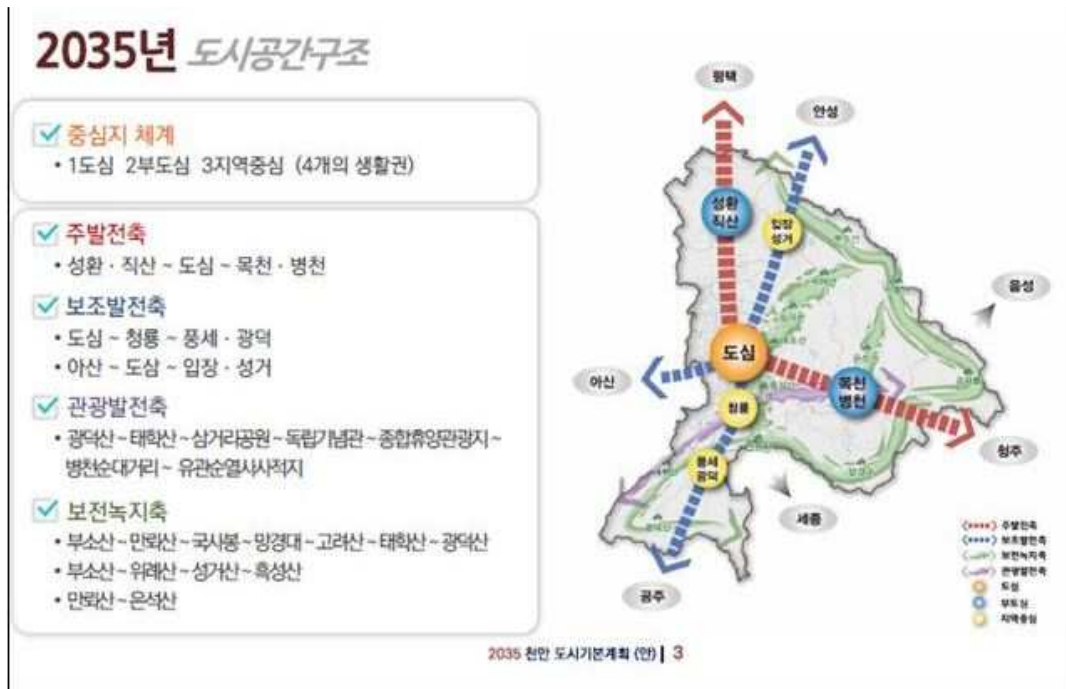 2035년 도시공간구조
중심지 체계
• 1도심 2부도심 3지역중심 (4개의 생활권)
주발전축
• 성환 · 직산 ~ 도심 ~ 목천 · 병천
보조발전축
• 도심 ~ 청룡 ~ 풍세 · 광덕
• 아산 ~ 도삼 ~ 입장 · 성거
관광발전축
• 광덕산 ~ 태학산 ~ 삼거리공원 ~ 독립기념관 ~ 종합휴양관광지 ~
병천순대거리 ~ 유관순열사사적지
보전녹지축
• 부소산 ~ 만뢰산 ~ 국사봉 ~ 망경대 ~ 고려산 ~ 태학산 ~ 광덕산
• 부소산 ~ 위례산 ~ 성거산 ~ 흑성산
• 만뢰산 ~ 은석산
평택
안성
성환
직산
입장
성거
음성
도심
아산
목천
병천
청룡
청주
풍세
광덕
세종
공주
주발전축
보조발전축
보전녹지축
관광발전축
도심
부도심
지역중심
2035 천안 도시기본계획 (안) | 3